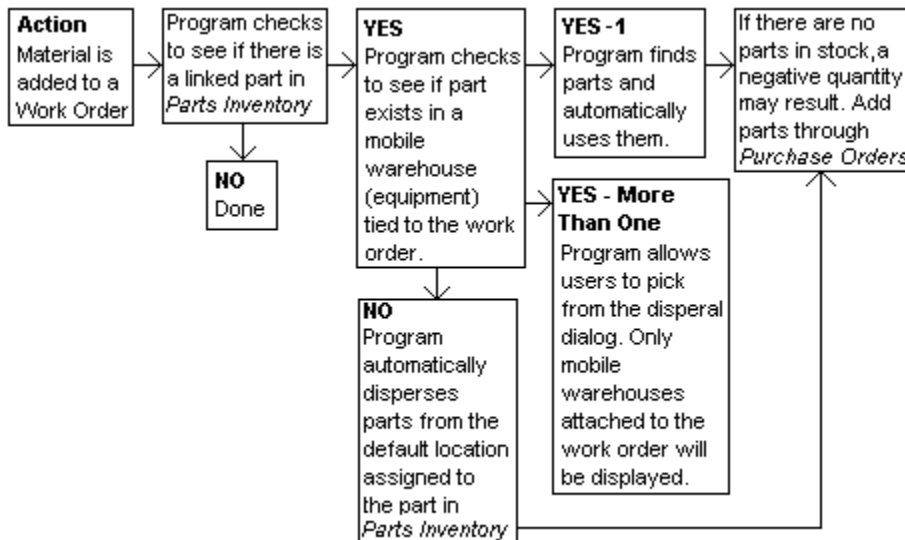 Action
Material is
added to a
Work Order
Program checks
to see if there is
a linked part in
Parts Inventory
NO
Done
YES
Program checks
to see if part
exists in a
mobile
warehouse
(equipment)
tied to the work
order.
YES -1
Program finds
parts and
automatically
uses them.
If there are no
parts in stock,a
negative quantity
may result. Add
parts through
Purchase Orders
YES - More
Than One
Program allows
users to pick
from the disperal
dialog. Only
mobile
warehouses
attached to the
work order will
be displayed.
NO
Program
automatically
disperses
parts from the
default location
assigned to
the part in
Parts Inventory